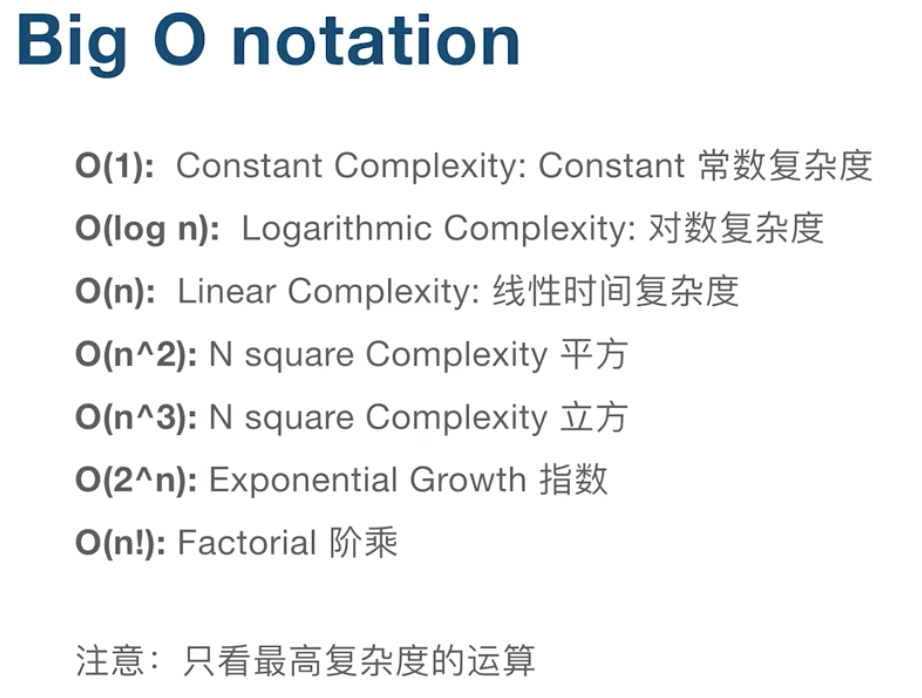 Big O notation
O(1): Constant Complexity: Constant 常数复杂度
O(log n): Logarithmic Complexity: 对数复杂度
O(n): Linear Complexity: 线性时间复杂度
O(n^2): N square Complexity 平方
O(n^3): N square Complexity 立方
O(2^n): Exponential Growth 指数
O(n!): Factorial 阶乘
注意：只看最高复杂度的运算